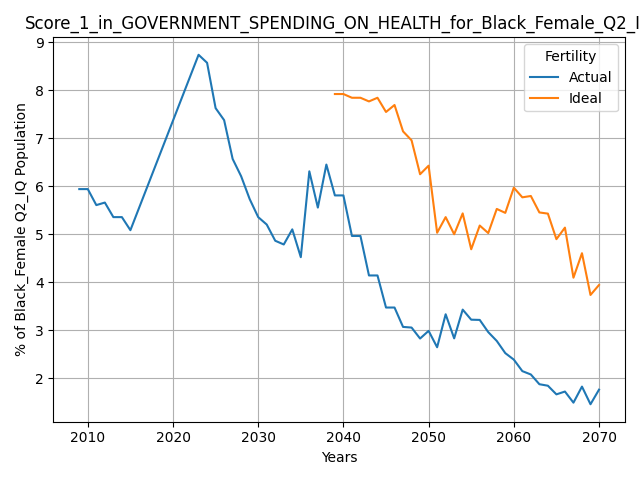 Score_1_in_GOVERNMENT_SPENDING_ON_HEALTH_for_Black_Female_Q2_I
9
8
7
6
5
4
3
2
% of Black_Female Q2_IQ Population
Fertility
Actual
Ideal
2010 2020 2030 2040 2050 2060 2070
Years